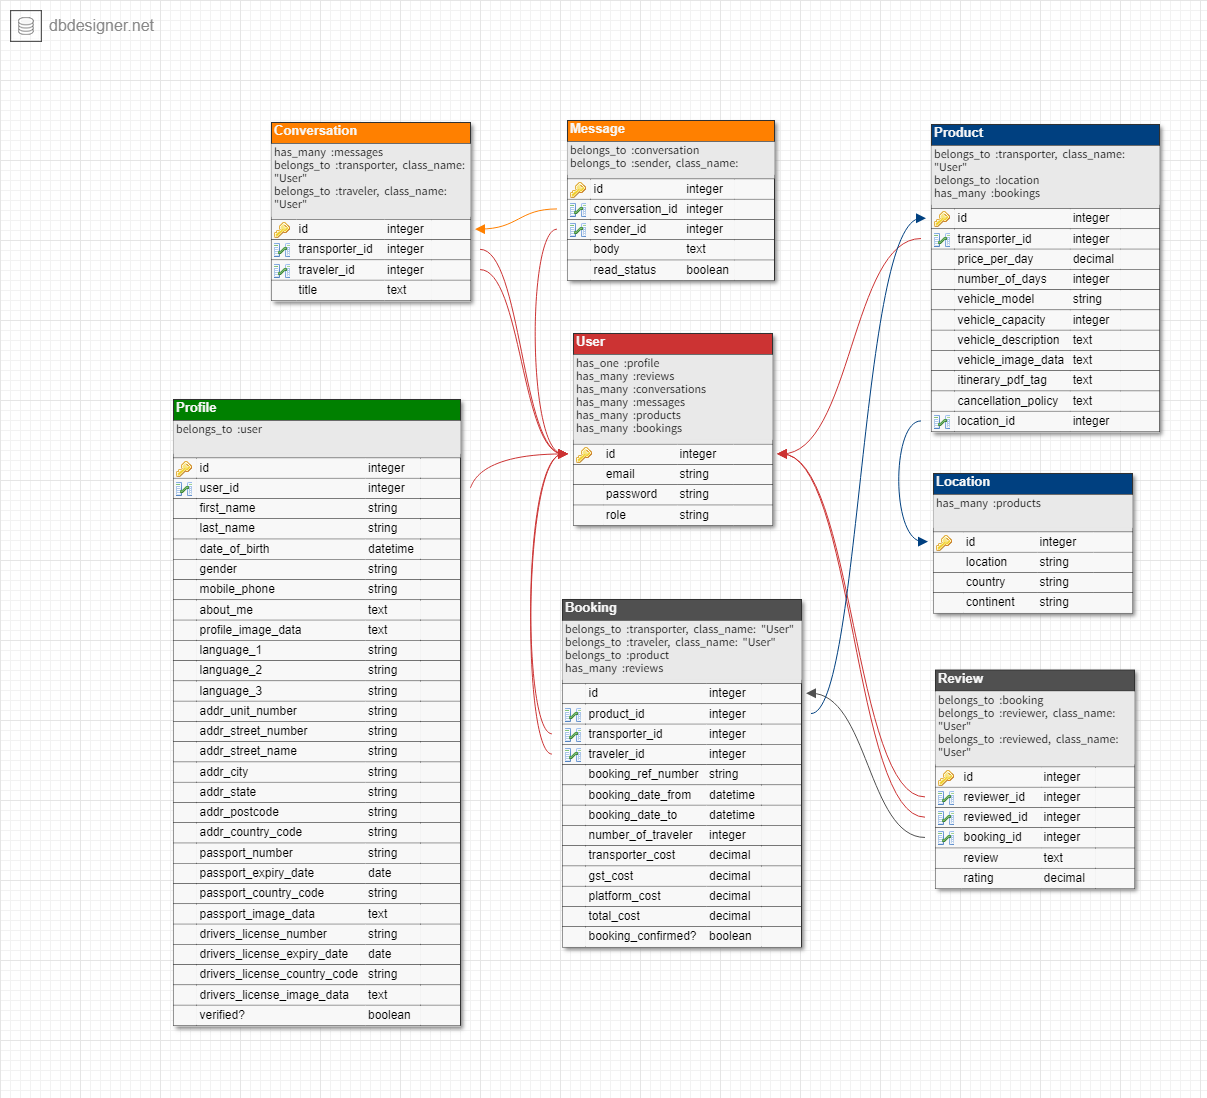 dbdesigner.net
Conversation
has_many :messages
belongs_to :transporter, class_name:
"User"
belongs_to :traveler, class_name:
"User"
id integer
transporter_id integer
traveler_id integer
title text
Message
belongs_to :conversation
belongs_to :sender, class_name:
id integer
conversation_id integer
sender_id integer
body text
read_status boolean
Product
belongs_to :transporter, class_name:
"User"
belongs_to :location
has_many :bookings
id integer
transporter_id integer
price_per_day decimal
number_of_days integer
vehicle_model string
vehicle_capacity integer
vehicle_description text
vehicle_image_data text
itinerary_pdf_tag text
cancellation_policy text
location_id integer
User
has_one :profile
has_many :reviews
has_many :conversations
has_many :messages
has_many :products
has_many :bookings
id integer
email string
password string
role string
Profile
belongs_to :user
id integer
user_id integer
first_name string
last_name string
date_of_birth datetime
gender string
mobile_phone string
about_me text
profile_image_data text
language_1 string
language_2 string
language_3 string
addr_unit_number string
addr_street_number string
addr_street_name string
addr_city string
addr_state string
addr_postcode string
addr_country_code string
passport_number string
passport_expiry_date date
passport_country_code string
passport_image_data text
drivers_license_number string
drivers_license_expiry_date date
drivers_license_country_code string
drivers_license_image_data text
verified? boolean
Location
has_many :products
id integer
location string
country string
continent string
Booking
belongs_to :transporter, class_name: "User"
belongs_to :traveler, class_name: "User"
belongs_to :product
has_many :reviews
id integer
product_id integer
transporter_id integer
traveler_id integer
booking_ref_number string
booking_date_from datetime
booking_date_to datetime
number_of_traveler integer
transporter_cost decimal
gst_cost decimal
platform_cost decimal
total_cost decimal
booking_confirmed? boolean
Review
belongs_to :booking
belongs_to :reviewer, class_name:
"User"
belongs_to :reviewed, class_name:
"User"
id integer
reviewer_id integer
reviewed_id integer
booking_id integer
review text
rating decimal